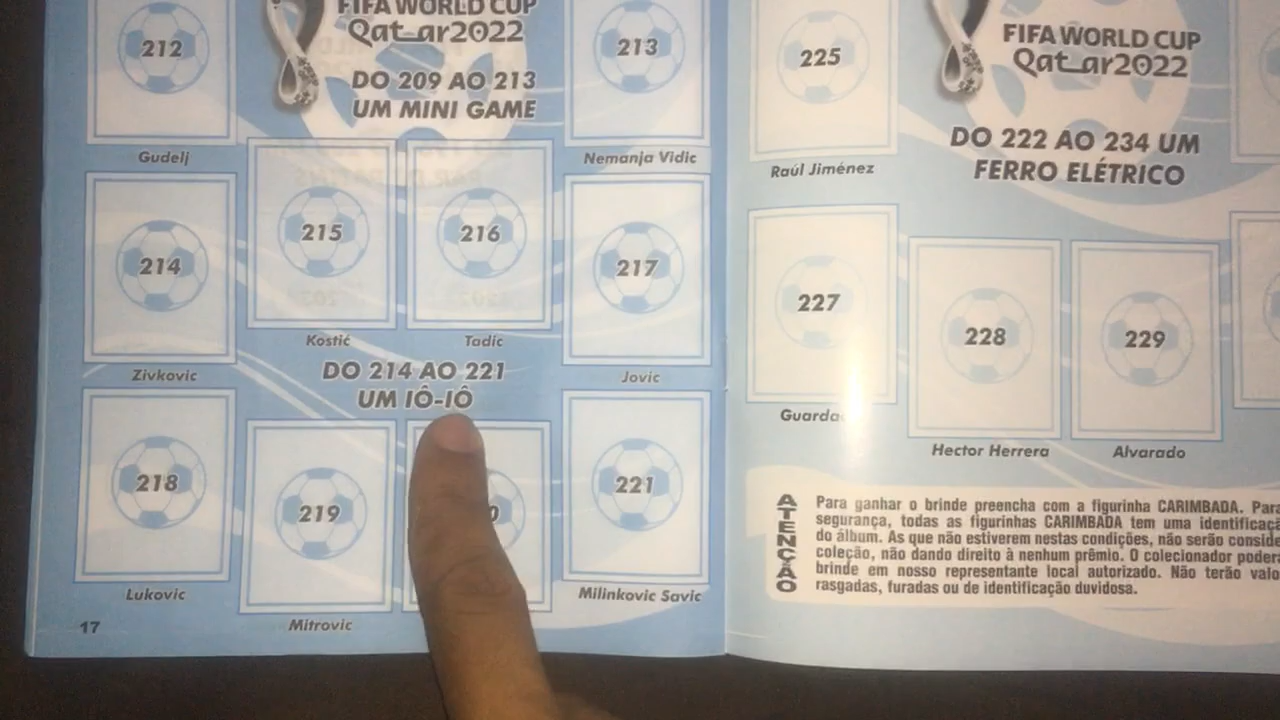 FIFA WORLD CUP
Qatar2022
212
213
DO 209 AO 213
UM MINI GAME
Gudelj
Nemanja Vidic
214
215
216
217
Kostić
Tadíc
Zivkovic
Jovic
DO 214 AO 221
UM IÔ-IÔ
218
219
221
Lukovic
Milinkovic Savic
Mitrovic
17
225
FIFA WORLD CUP
Qatar2022
DO 222 AO 234 UM
FERRO ELÉTRICO
Raúl Jiménez
227
228
229
Hector Herrera
Alvarado
ATENÇÃO
Para ganhar o brinde preencha com a figurinha CARIMBADA.
segurança, todas as figurinhas CARIMBADA tem uma
do álbum. As que não estiverem nestas condições, não serão
coleção, não dando direito à nenhum prêmio. O colecionador
brinde em nosso representante local autorizado. Não terão
rasgadas, furadas ou de identificação duvidosa.